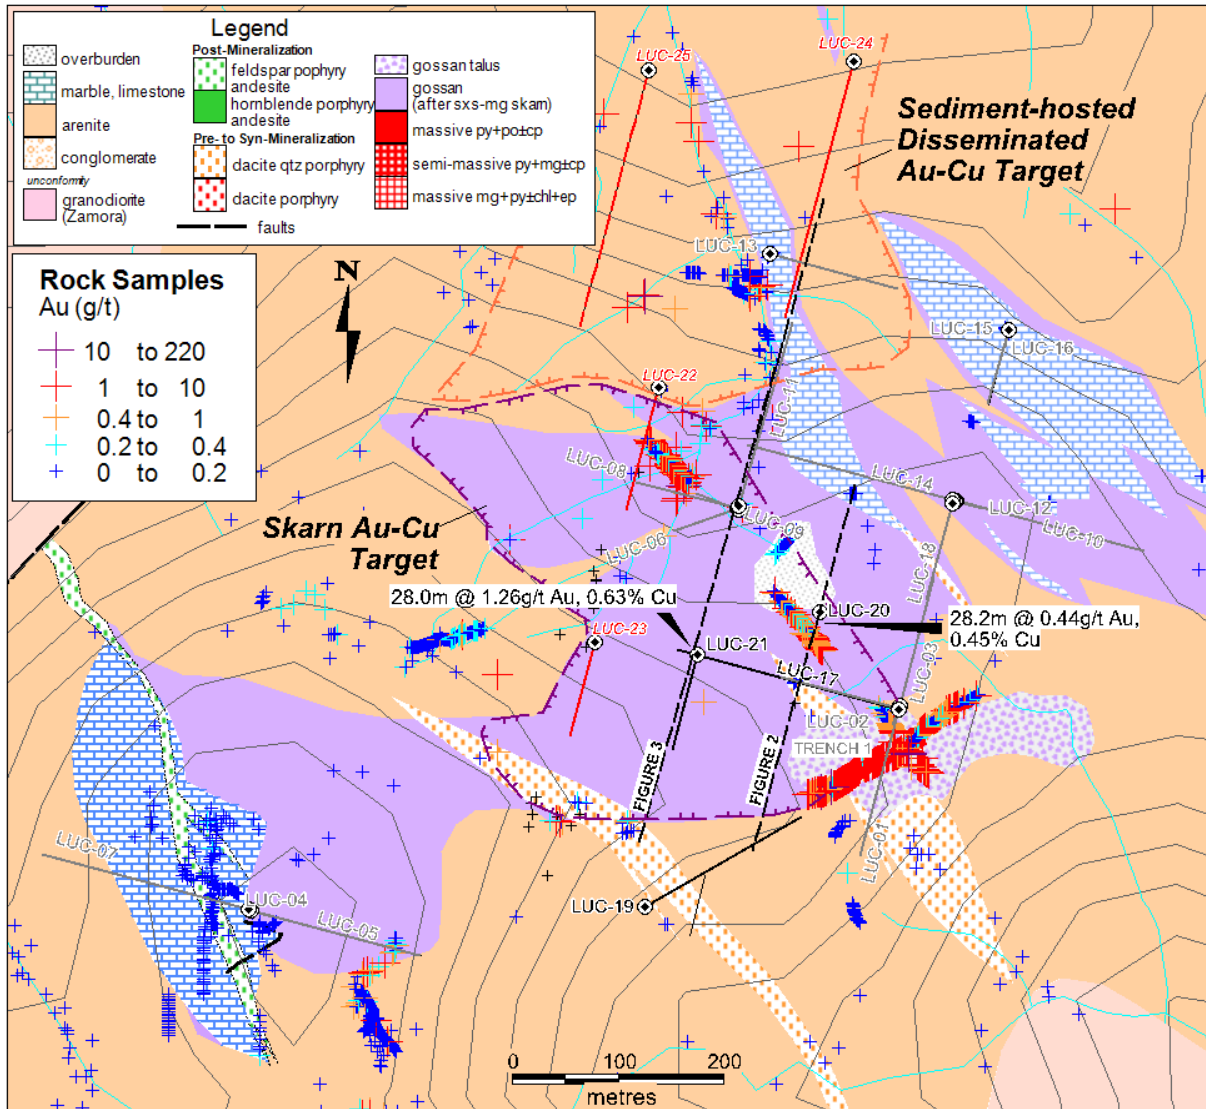 Legend
overburden
marble, limestone
arenite
conglomerate
unconformity
granodiorite
(Zamora)
Post-Mineralization
feldspar pophyry
andesite
hornblende porphyry
andesite
Pre- to Syn-Mineralization
dacite qtz porphyry
dacite porphyry
gossan talus
gossan
(after sxs-mg skarn)
massive py+po±cp
semi-massive py+mg±cp
massive mg+py±chl+ep
faults
Rock Samples
Au (g/t)
10 to 220
1 to 10
0.4 to 1
0.2 to 0.4
0 to 0.2
N
LUC-25
LUC-24
Sediment-hosted
Disseminated
Au-Cu Target
LUC-13
LUC-15
LUC-16
LUC-22
LUC-11
LUC-08
LUC-14
LUC-12
LUC-10
LUC-09
LUC-06
LUC-18
Skarn Au-Cu
Target
28.0m @ 1.26g/t Au, 0.63% Cu
LUC-20
28.2m @ 0.44g/t Au,
0.45% Cu
LUC-23
LUC-21
LUC-17
LUC-03
LUC-02
TRENCH 1
FIGURE 3
FIGURE 2
LUC-01
LUC-07
LUC-04
LUC-05
LUC-19
0 100 200
metres